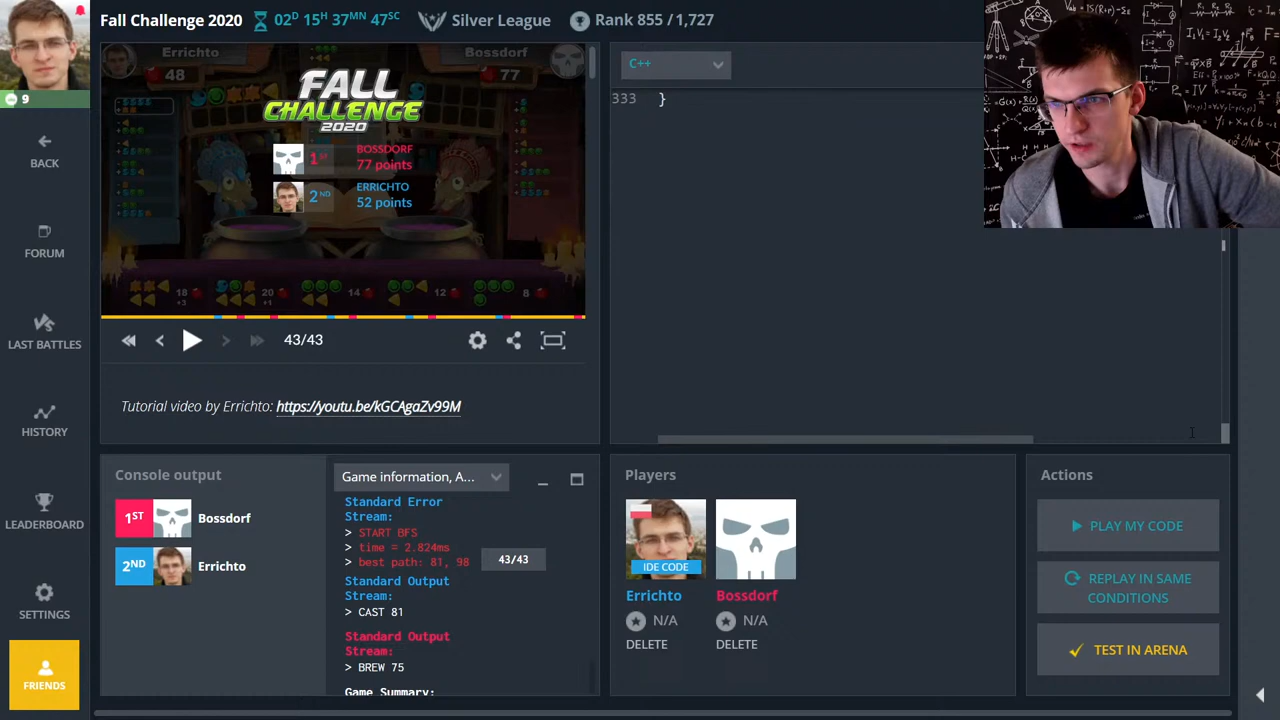 Fall Challenge 2020
02D 15H 37MN 47SC
Silver League
Rank 855 / 1,727
9
BACK
FORUM
LAST BATTLES
HISTORY
LEADERBOARD
SETTINGS
FRIENDS
Errichto
48
Bossdorf
77
FALL
CHALLENGE
2020
1ST
BOSSDORF
77 points
2ND
ERRICHTO
52 points
18
+3
20
+1
14
12
8
43/43
Tutorial video by Errichto: https://youtu.be/kGCAgaZv99M
C++
333 }
Console output
1ST Bossdorf
2ND Errichto
Game information, A...
Standard Error
Stream:
> START BFS
> time = 2.824ms
> best path: 81, 98
43/43
Standard Output
Stream:
> CAST 81
Standard Output
Stream:
> BREW 75
Game Summary:
Players
IDE CODE
Errichto
N/A
DELETE
Bossdorf
N/A
DELETE
Actions
PLAY MY CODE
REPLAY IN SAME
CONDITIONS
TEST IN ARENA